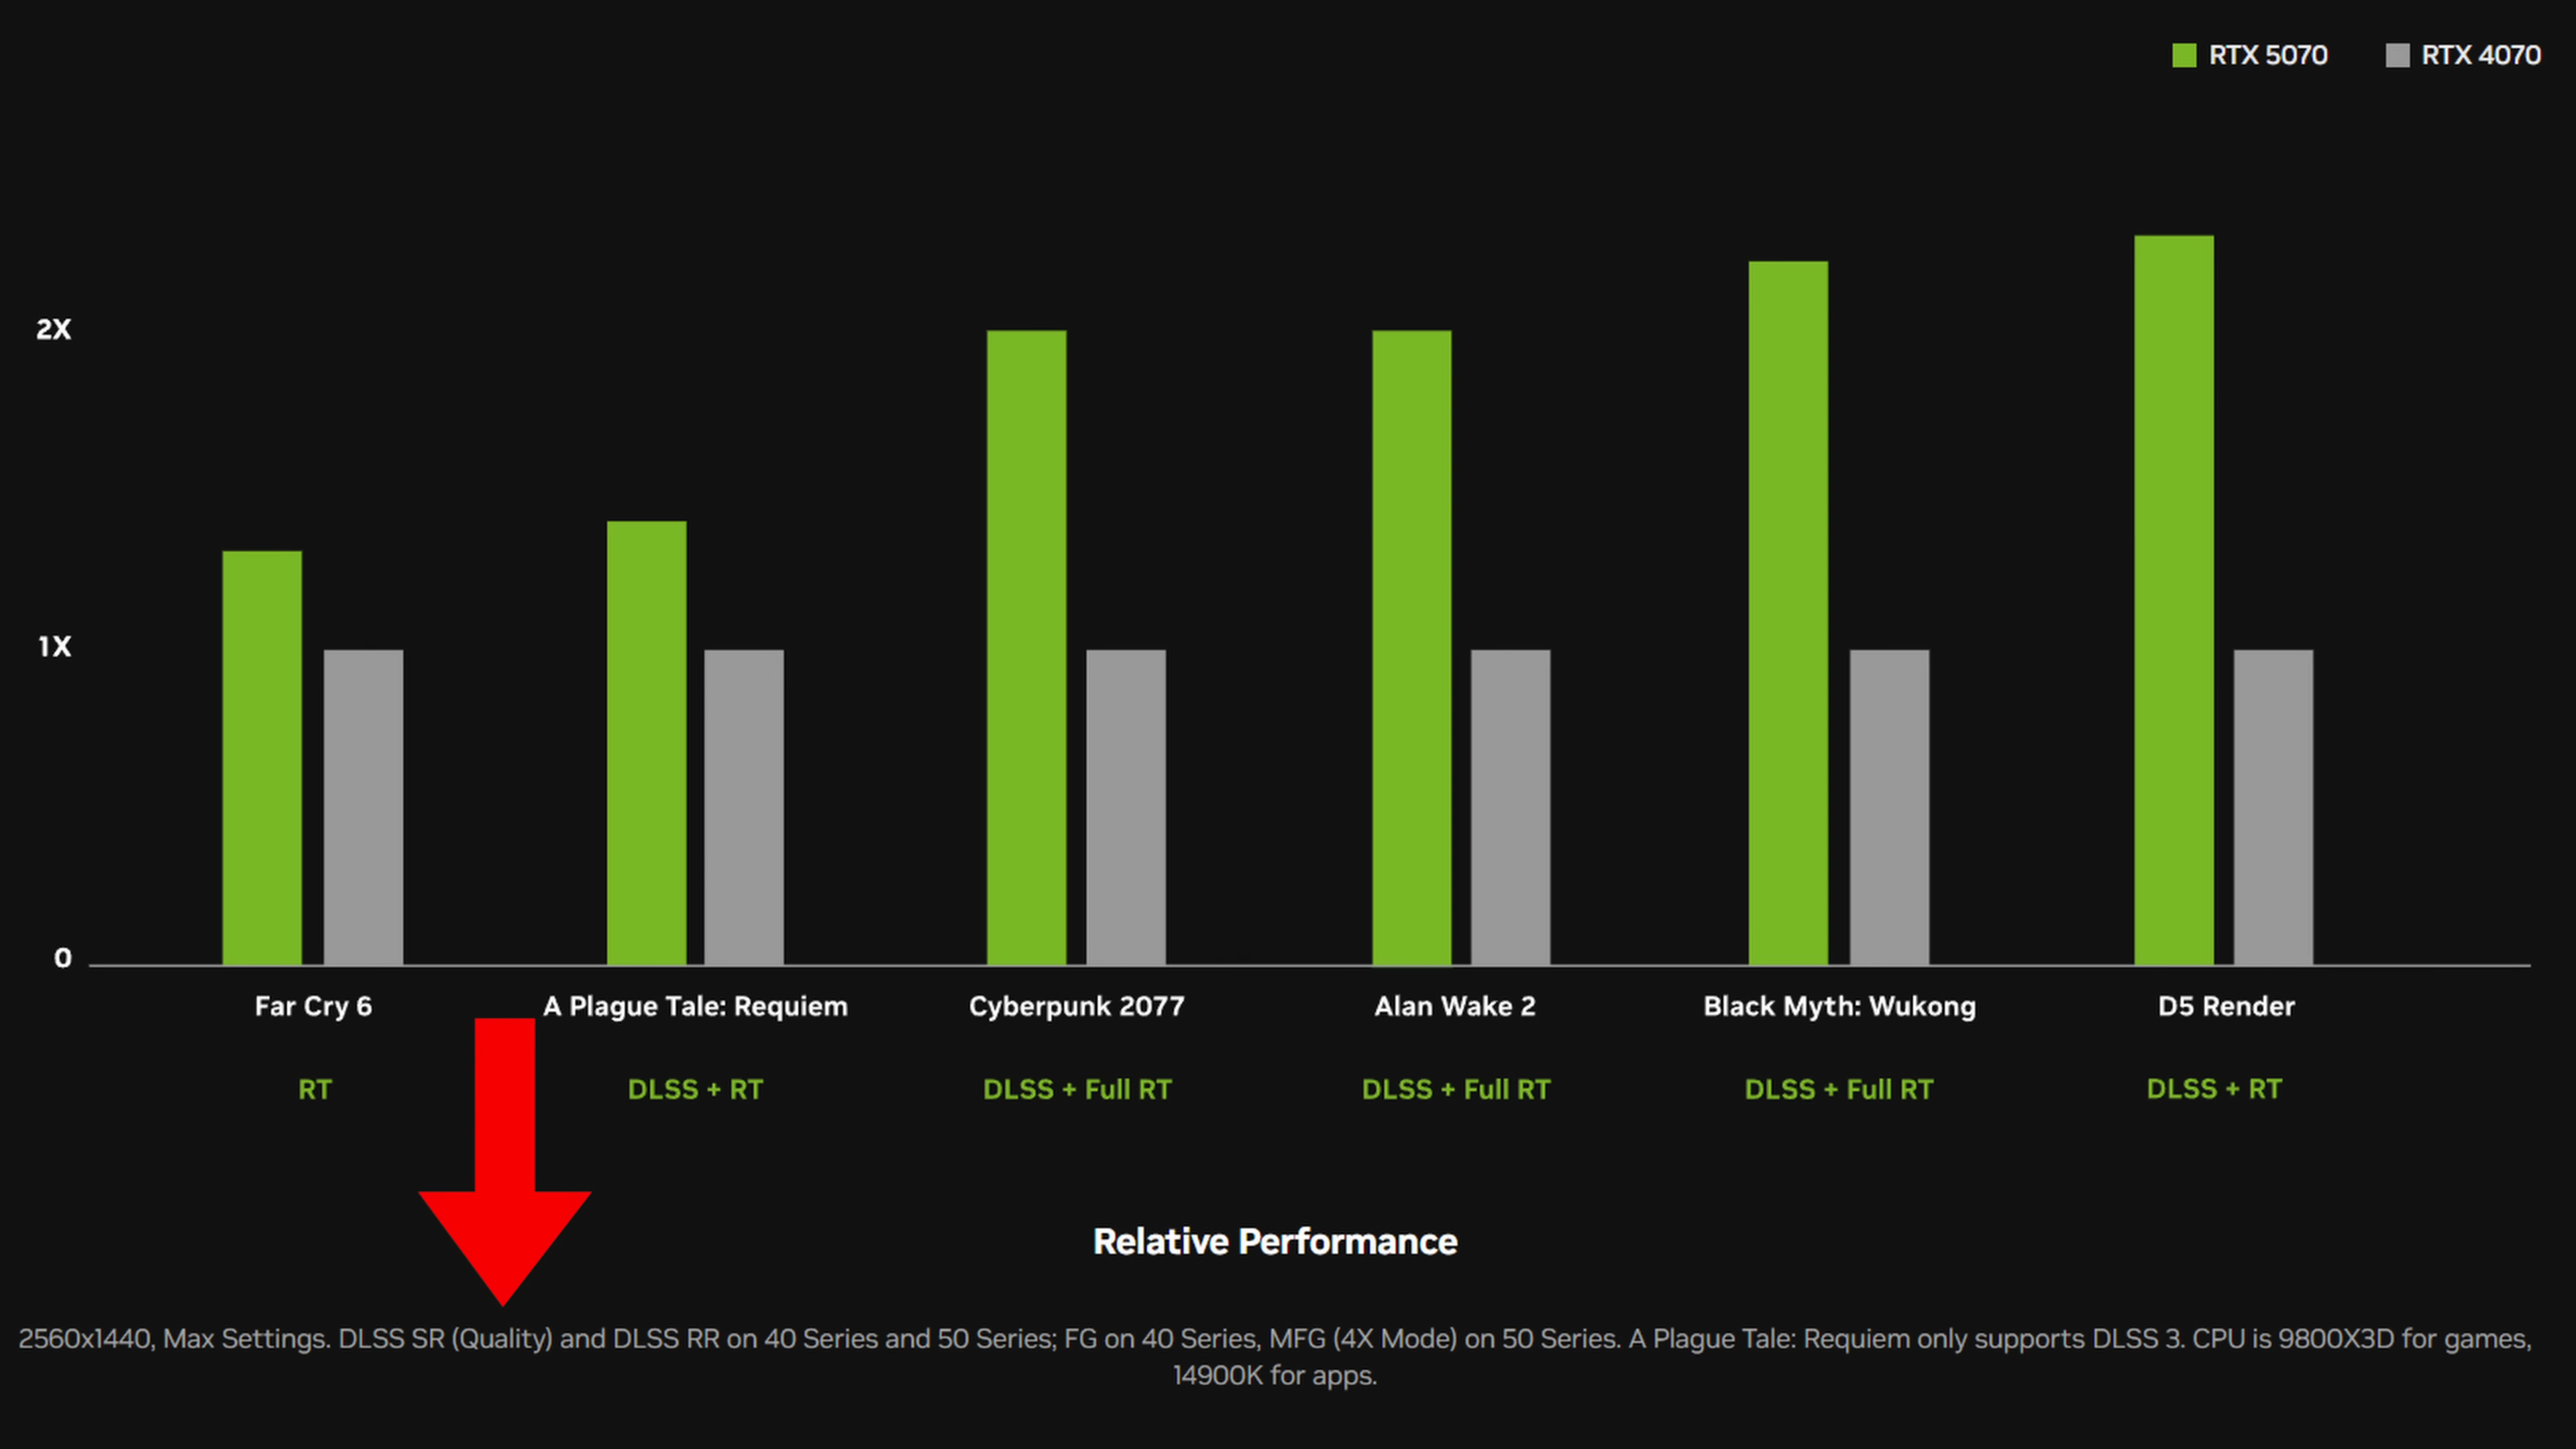 RTX 5070 RTX 4070
2X
1X
0
Far Cry 6 A Plague Tale: Requiem Cyberpunk 2077 Alan Wake 2 Black Myth: Wukong D5 Render
RT DLSS + RT DLSS + Full RT DLSS + Full RT DLSS + Full RT DLSS + RT
Relative Performance
2560x1440, Max Settings. DLSS SR (Quality) and DLSS RR on 40 Series and 50 Series; FG on 40 Series, MFG (4X Mode) on 50 Series. A Plague Tale: Requiem only supports DLSS 3. CPU is 9800X3D for games,
14900K for apps.